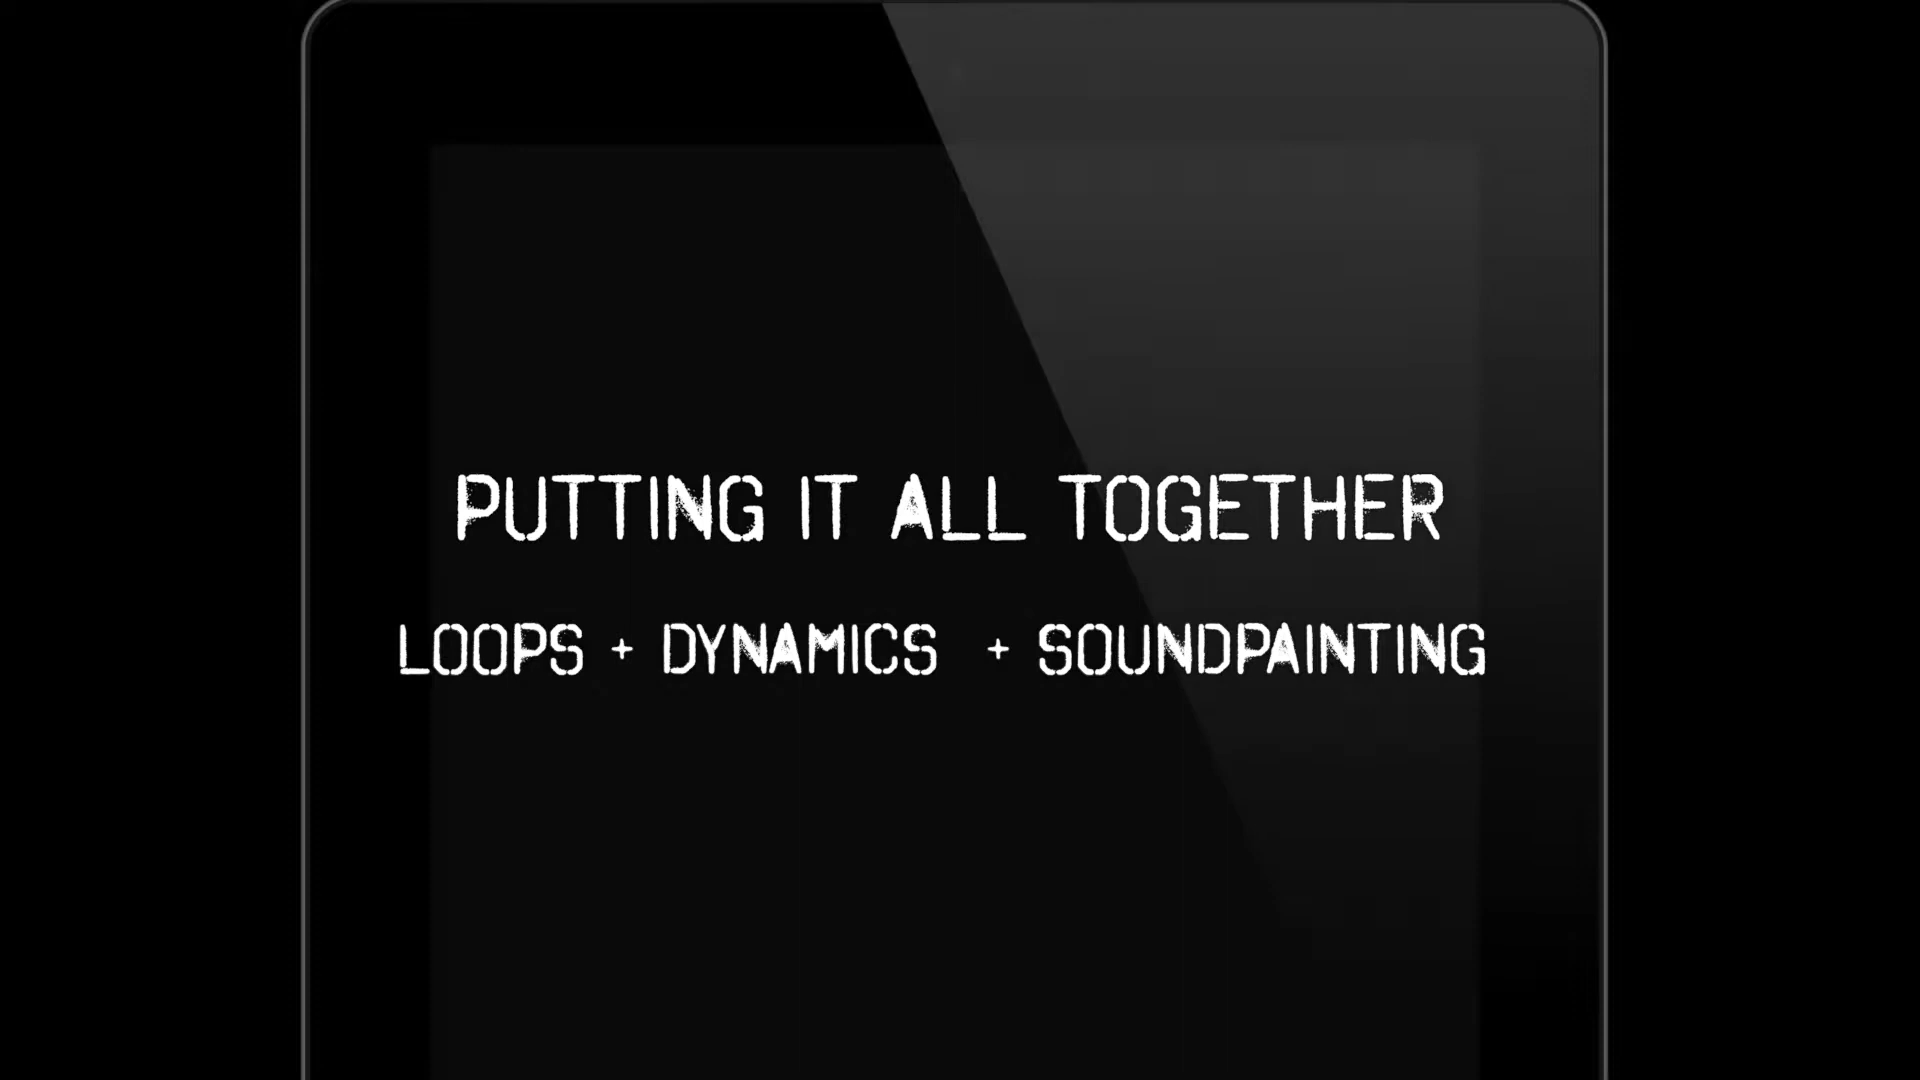 PUTTING IT ALL TOGETHER
LOOPS + DYNAMICS + SOUNDPAINTING